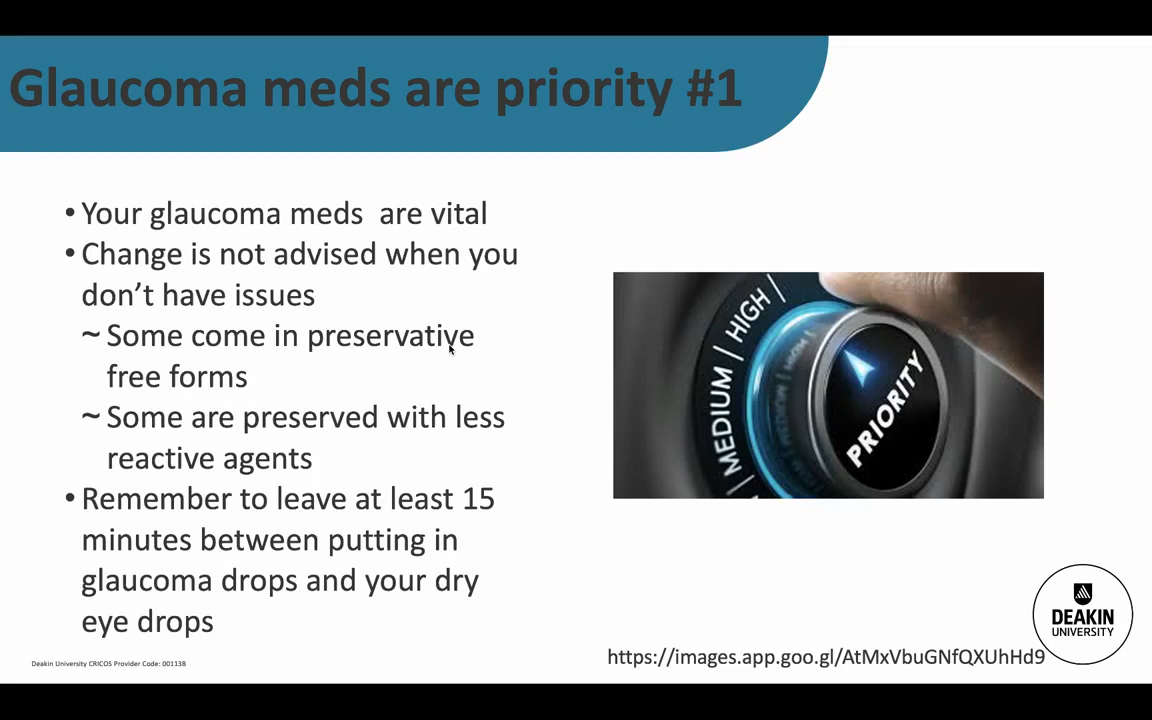 Glaucoma meds are priority #1
• Your glaucoma meds are vital
• Change is not advised when you
don't have issues
~ Some come in preservative
free forms
~ Some are preserved with less
reactive agents
• Remember to leave at least 15
minutes between putting in
glaucoma drops and your dry
eye drops
MEDIUM | HIGH |
PRIORITY
DEAKIN
UNIVERSITY
https://images.app.goo.gl/AtMxVbuGNfQXUhHd9
Deakin University CRICOS Provider Code: 00113B